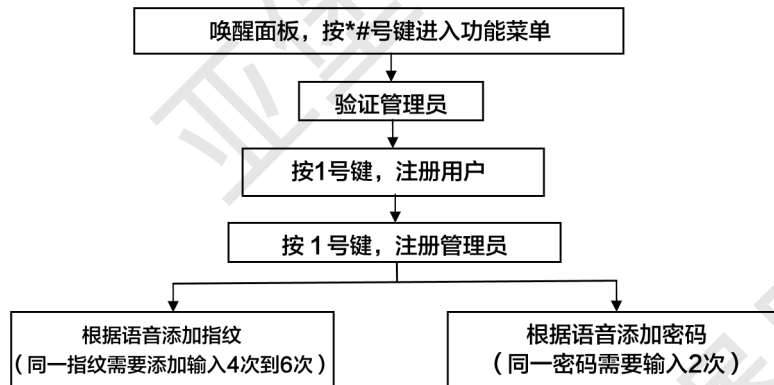 唤醒面板，按*#号键进入功能菜单
验证管理员
按1号键，注册用户
按 1 号键，注册管理员
根据语音添加指纹
（同一指纹需要添加输入4次到6次）
根据语音添加密码
（同一密码需要输入2次）